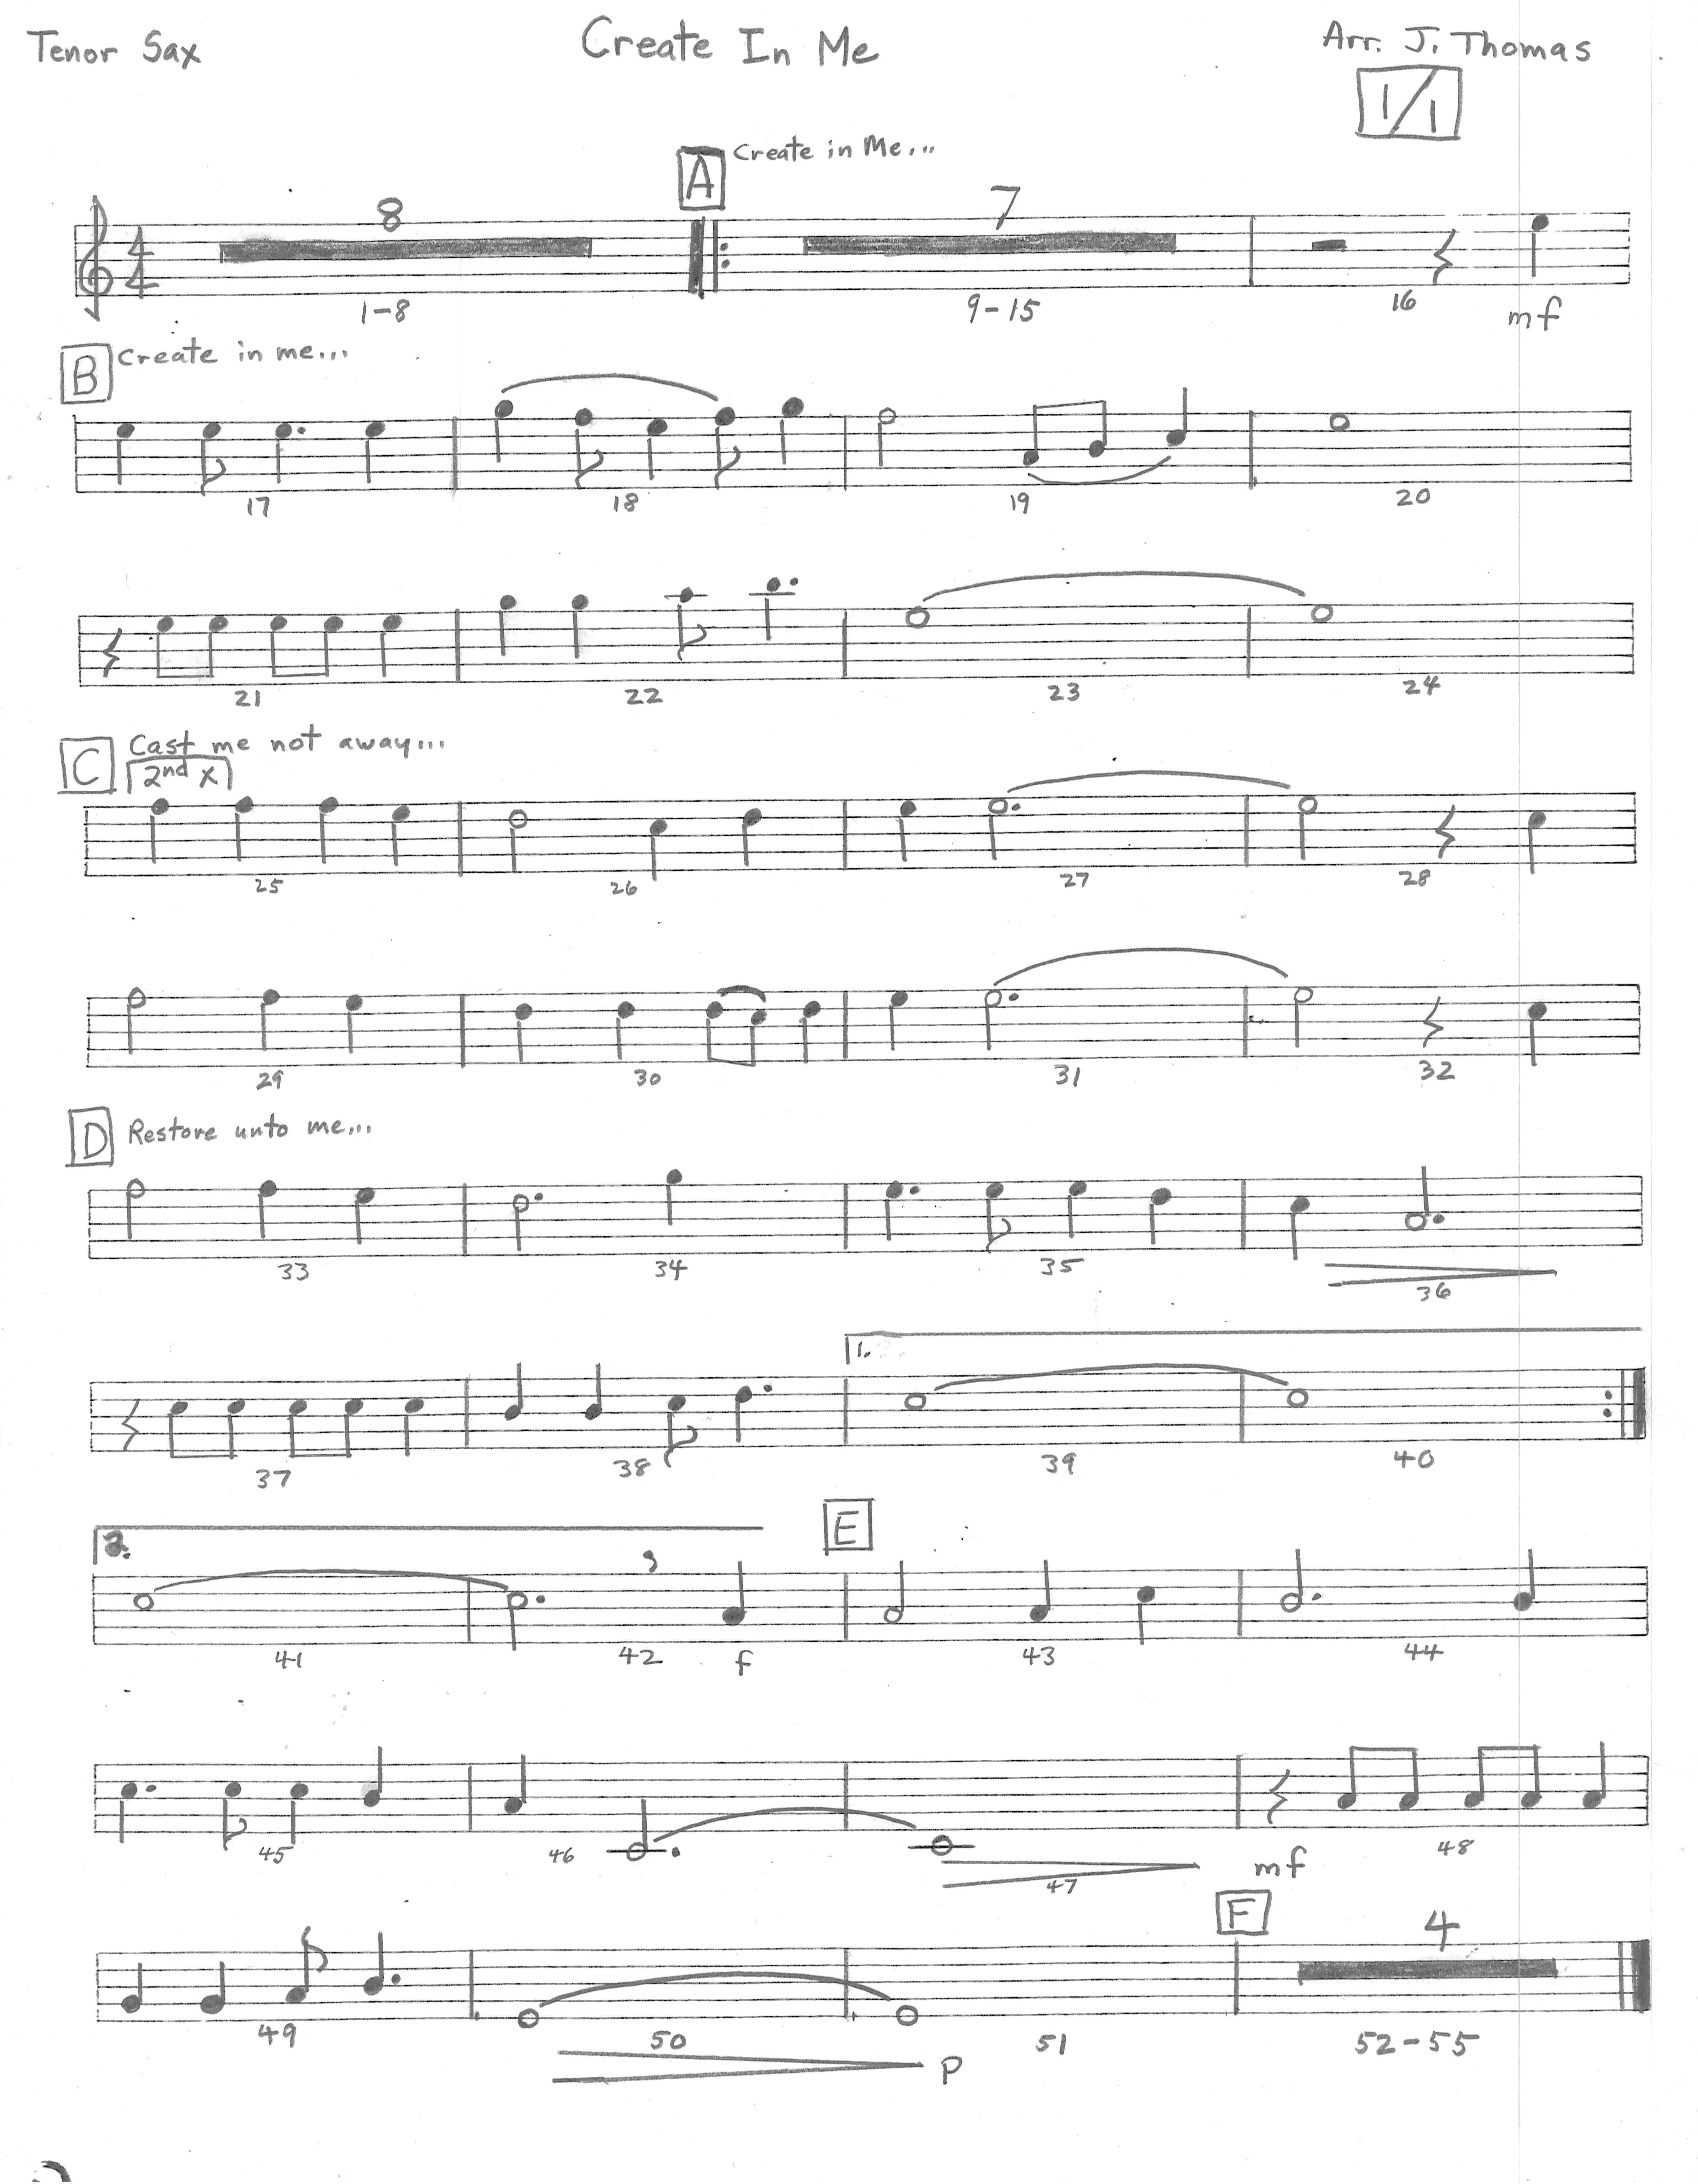 Tenor Sax Create In Me Arr. J. Thomas
1/1
A Create in Me...
8 7
4
4
1-8 9-15 16 mf
B Create in me...
17 18 19 20
21 22 23 24
C Cast me not away...
2nd x
25 26 27 28
29 30 31 32
D Restore unto me...
33 34 35 36
1.
37 38 39 40
2. E
41 42 f 43 44
45 46 47 mf 48
F 4
49 50 51 52-55
p